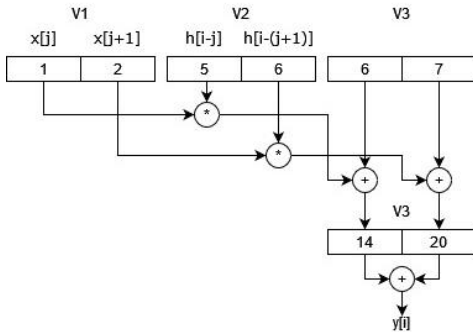 V1 V2 V3
x[j] x[j+1] h[i-j] h[i-(j+1)]
1 2 5 6 6 7
*
*
+ +
V3
14 20
+
y[i]